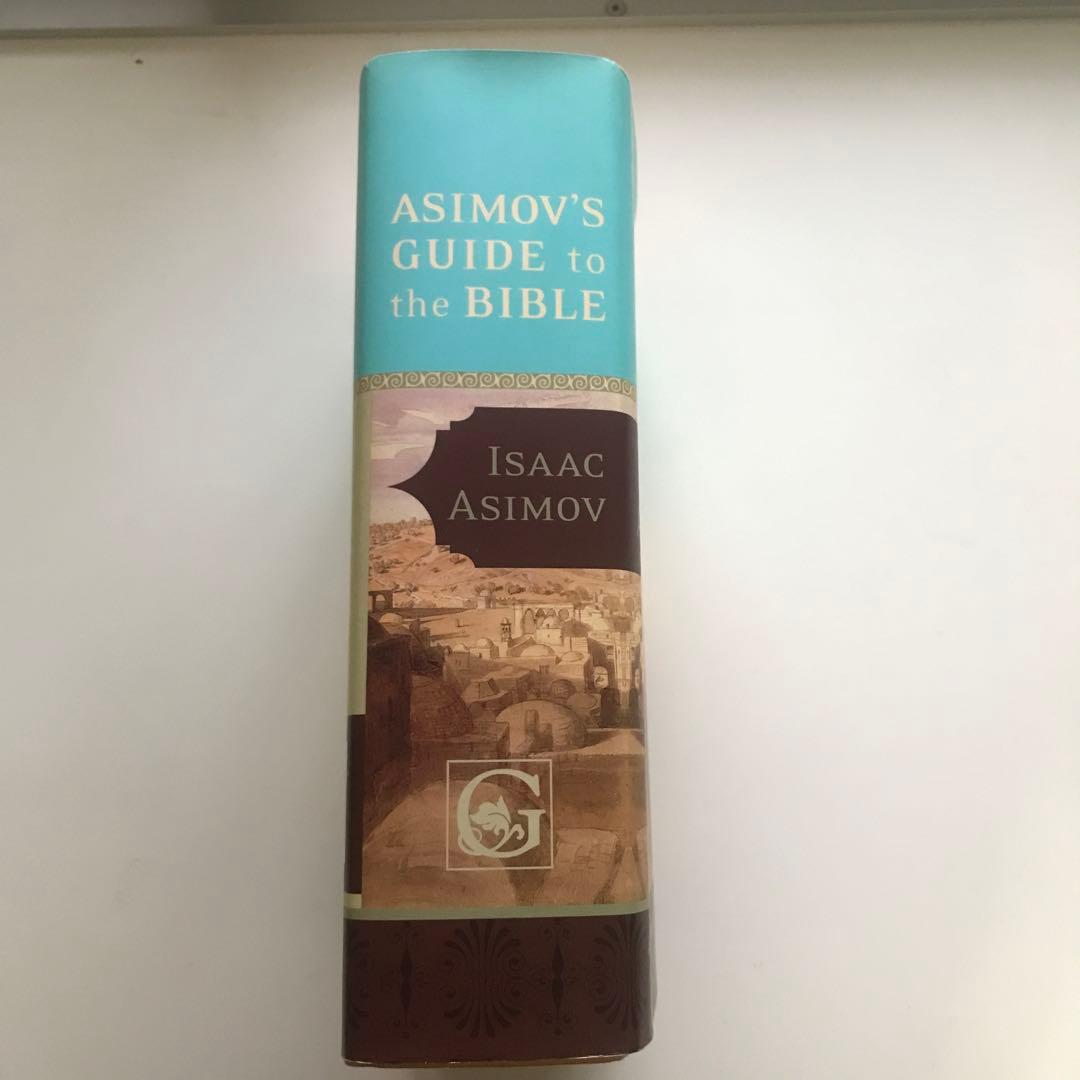 ASIMOV'S
GUIDE to
the BIBLE
ISAAC
ASIMOV
G